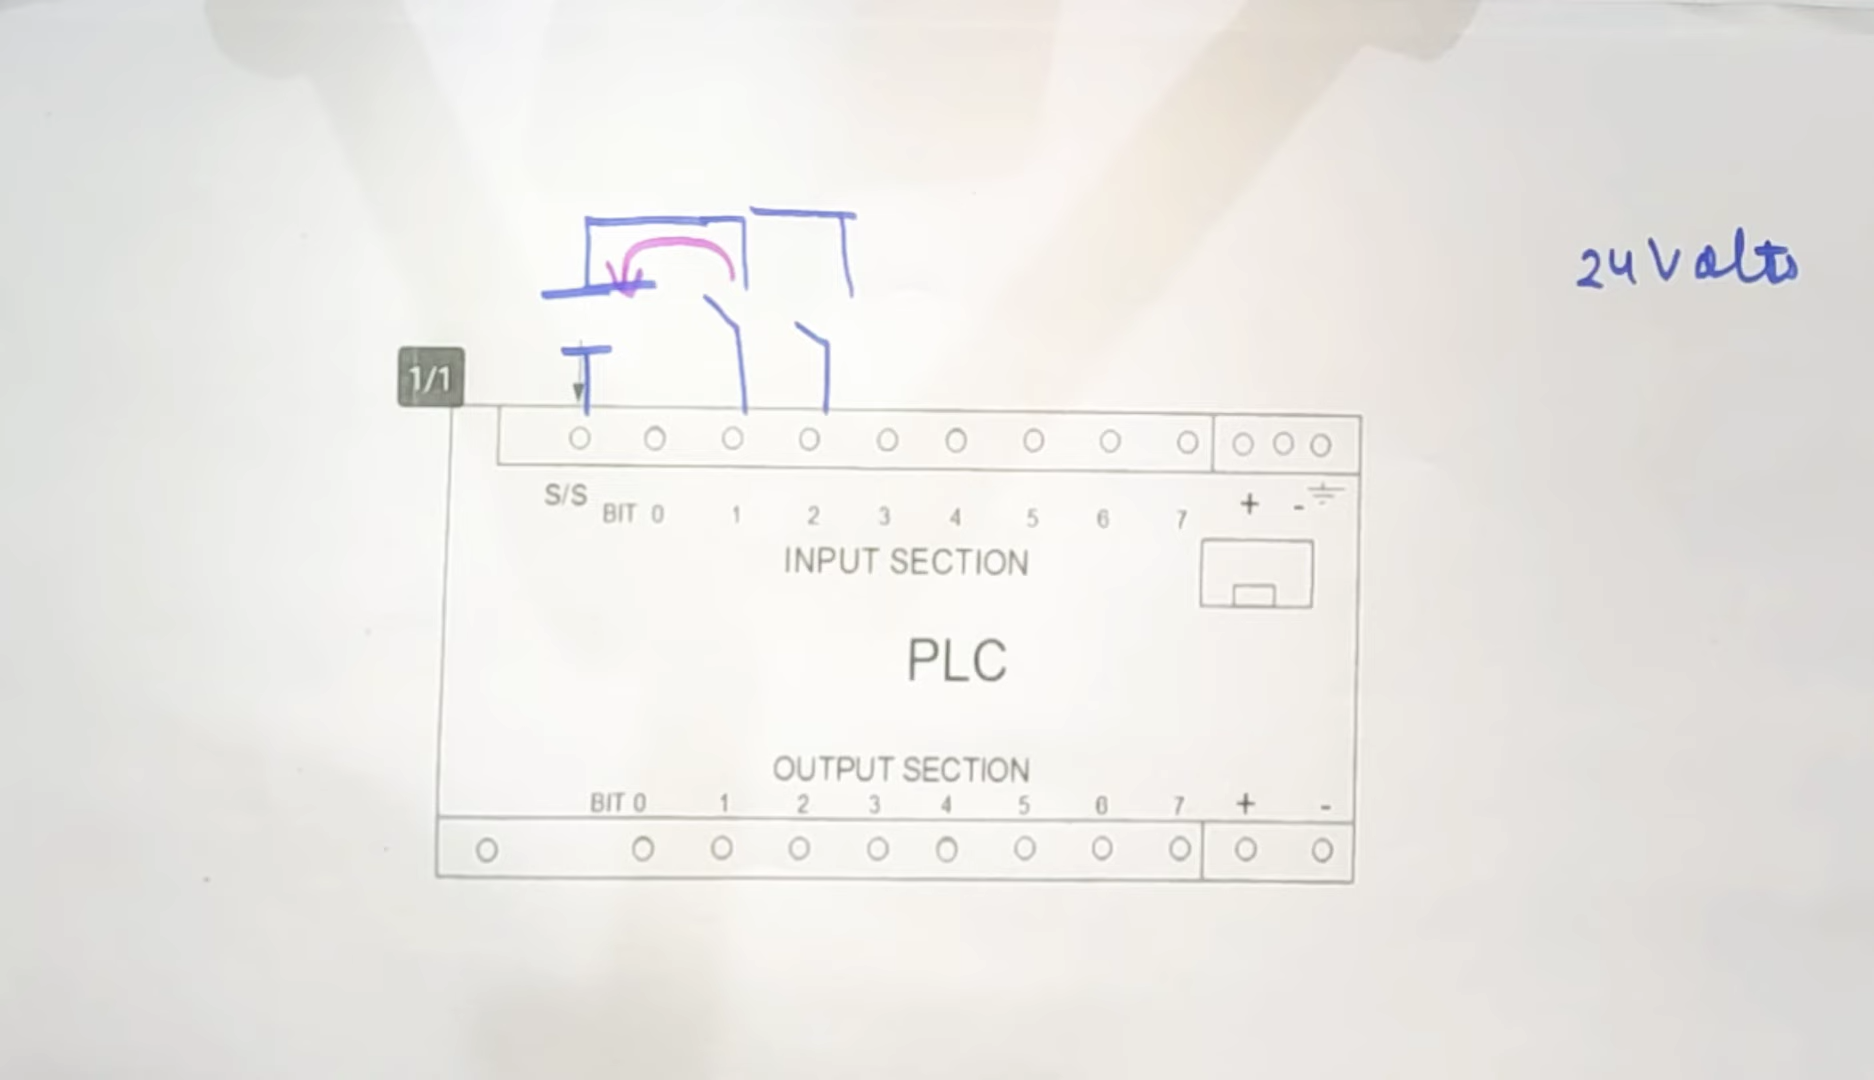 24 Volts
1/1
S/S BIT 0 1 2 3 4 5 6 7 + -
INPUT SECTION
PLC
OUTPUT SECTION
BIT 0 1 2 3 4 5 6 7 + -